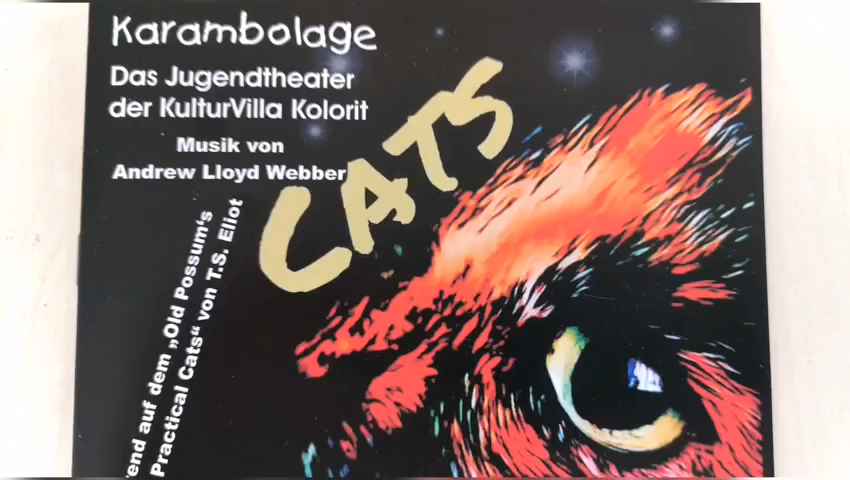 Karambolage
Das Jugendtheater
der KulturVilla Kolorit
Musik von
Andrew Lloyd Webber
CATS
auf dem „Old Possum's
Practical Cats“ von T.S. Eliot